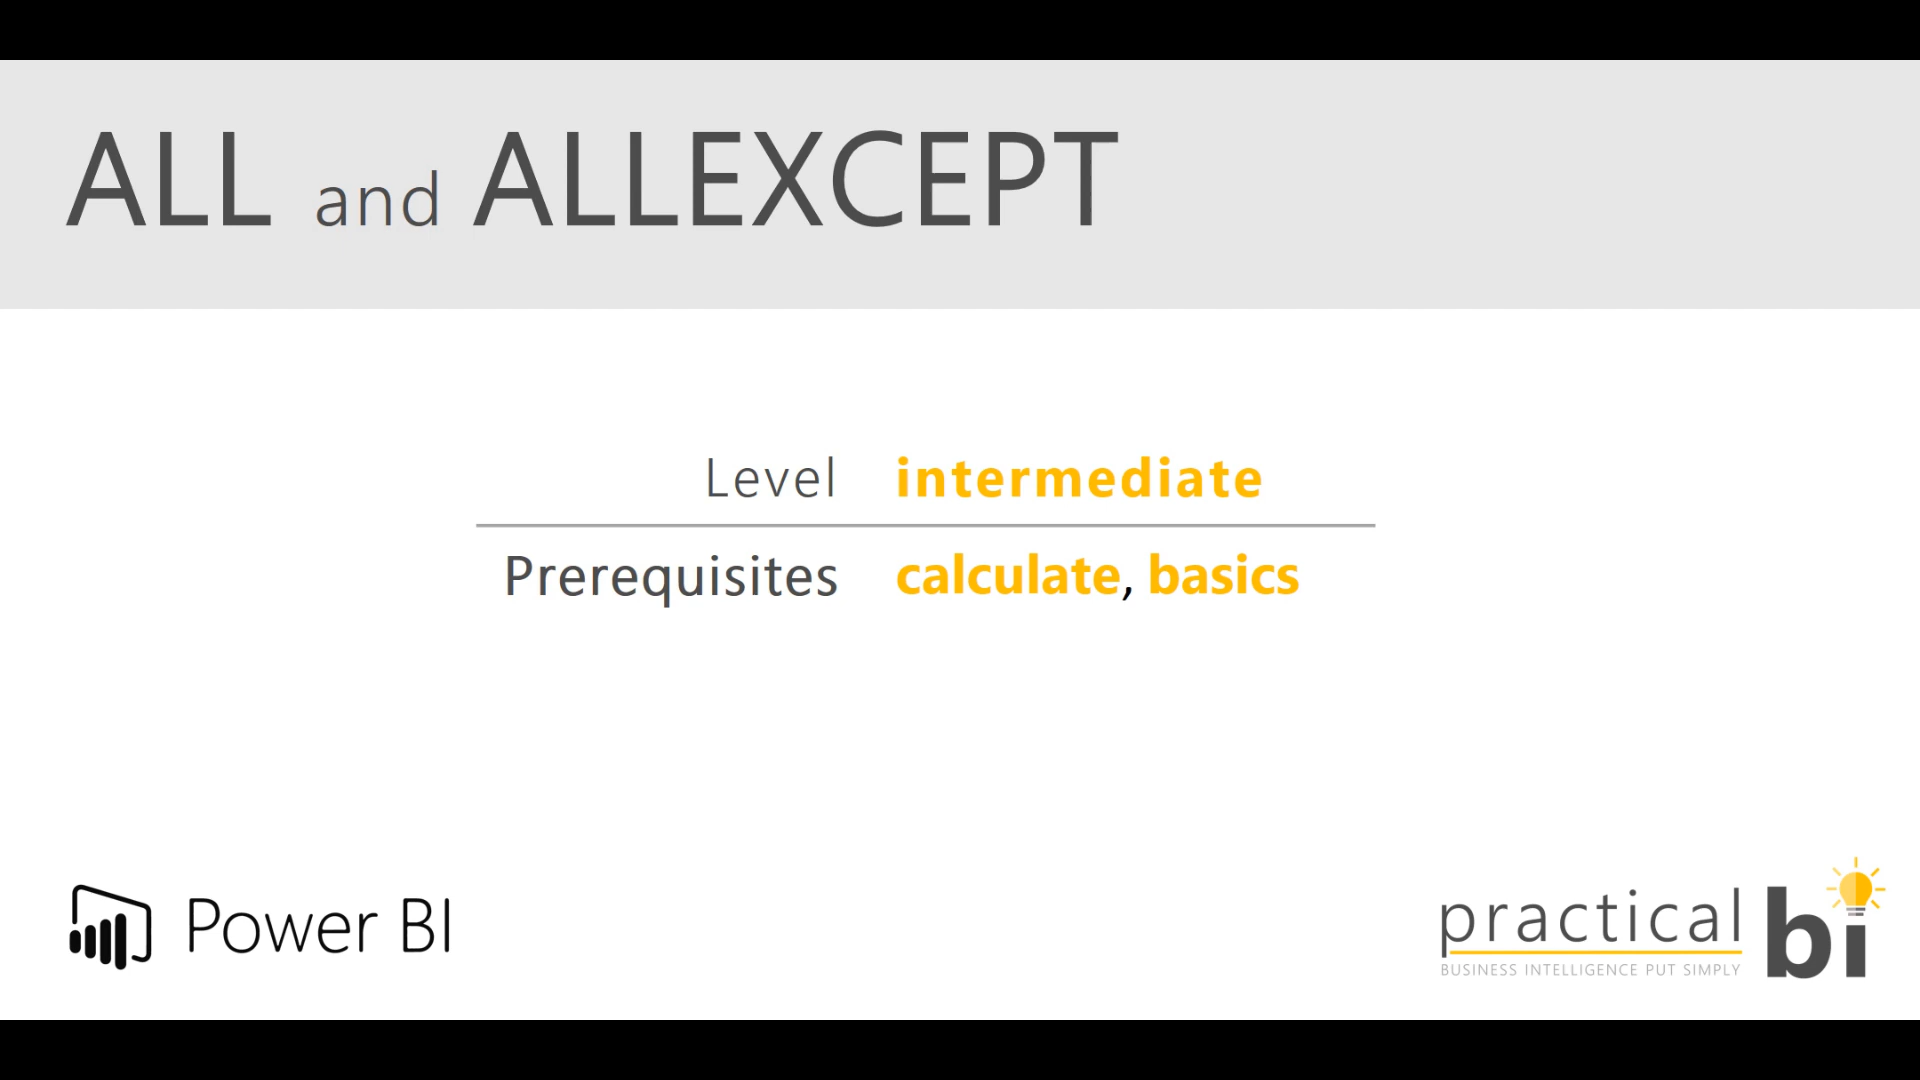 ALL and ALLEXCEPT
Level intermediate
Prerequisites calculate, basics
Power BI
practical bi
BUSINESS INTELLIGENCE PUT SIMPLY